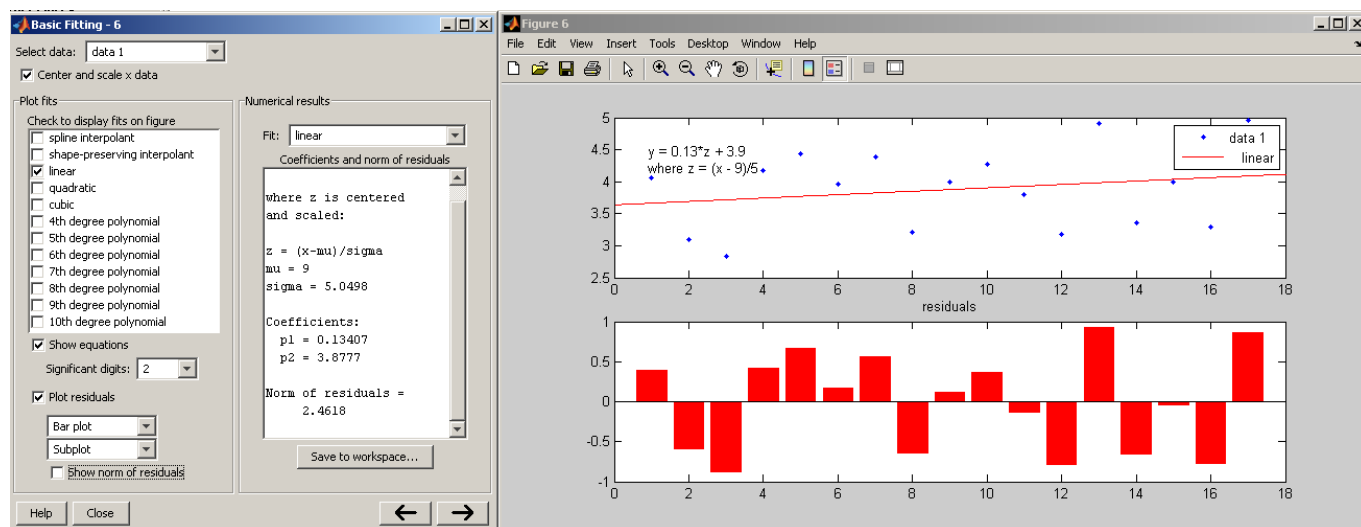 Basic Fitting - 6
Select data: data 1
Center and scale x data
Plot fits
Check to display fits on figure
spline interpolant
shape-preserving interpolant
linear
quadratic
cubic
4th degree polynomial
5th degree polynomial
6th degree polynomial
7th degree polynomial
8th degree polynomial
9th degree polynomial
10th degree polynomial
Show equations
Significant digits: 2
Plot residuals
Bar plot
Subplot
Show norm of residuals
Help Close
Numerical results
Fit: linear
Coefficients and norm of residuals
where z is centered
and scaled:
z = (x-mu)/sigma
mu = 9
sigma = 5.0498
Coefficients:
p1 = 0.13407
p2 = 3.8777
Norm of residuals =
2.4618
Save to workspace...
Figure 6
File Edit View Insert Tools Desktop Window Help
5
4.5
4
3.5
3
2.5
y = 0.13*z + 3.9
where z = (x - 9)/5
data 1
linear
0 2 4 6 8 10 12 14 16 18
residuals
1
0.5
0
-0.5
-1
0 2 4 6 8 10 12 14 16 18